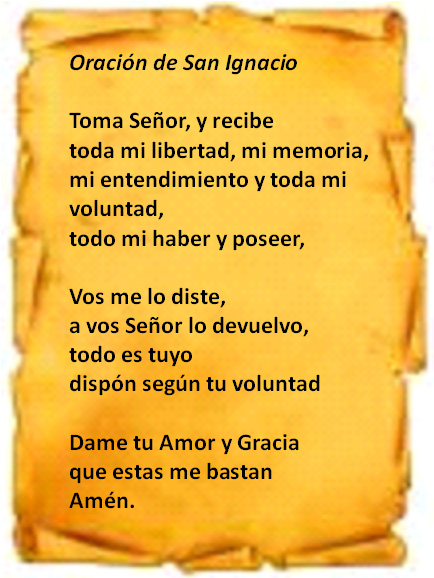 Oración de San Ignacio
Toma Señor, y recibe
toda mi libertad, mi memoria,
mi entendimiento y toda mi
voluntad,
todo mi haber y poseer,
Vos me lo diste,
a vos Señor lo devuelvo,
todo es tuyo
dispón según tu voluntad
Dame tu Amor y Gracia
que estas me bastan
Amén.